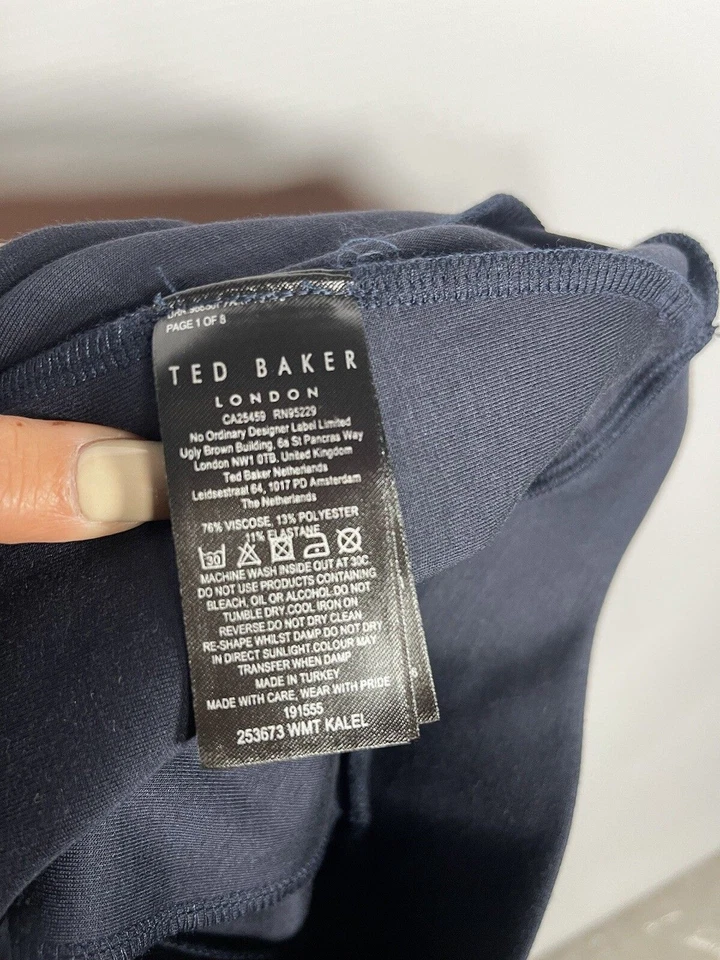 PAGE 1 OF 8
TED BAKER
LONDON
CA25459 RN95229
No Ordinary Designer Label Limited
Ugly Brown Building, 6a St Pancras Way
London NW1 0TB, United Kingdom
Ted Baker Netherlands
Leidsestraat 64, 1017 PD Amsterdam
The Netherlands
76% VISCOSE, 13% POLYESTER
11% ELASTANE
30
MACHINE WASH INSIDE OUT AT 30C
DO NOT USE PRODUCTS CONTAINING
BLEACH, OIL OR ALCOHOL.DO NOT
TUMBLE DRY.COOL IRON ON
REVERSE.DO NOT DRY CLEAN
RE-SHAPE WHILST DAMP.DO NOT DRY
IN DIRECT SUNLIGHT.COLOUR MAY
TRANSFER WHEN DAMP
MADE IN TURKEY
MADE WITH CARE, WEAR WITH PRIDE
191555
253673 WMT KALEL